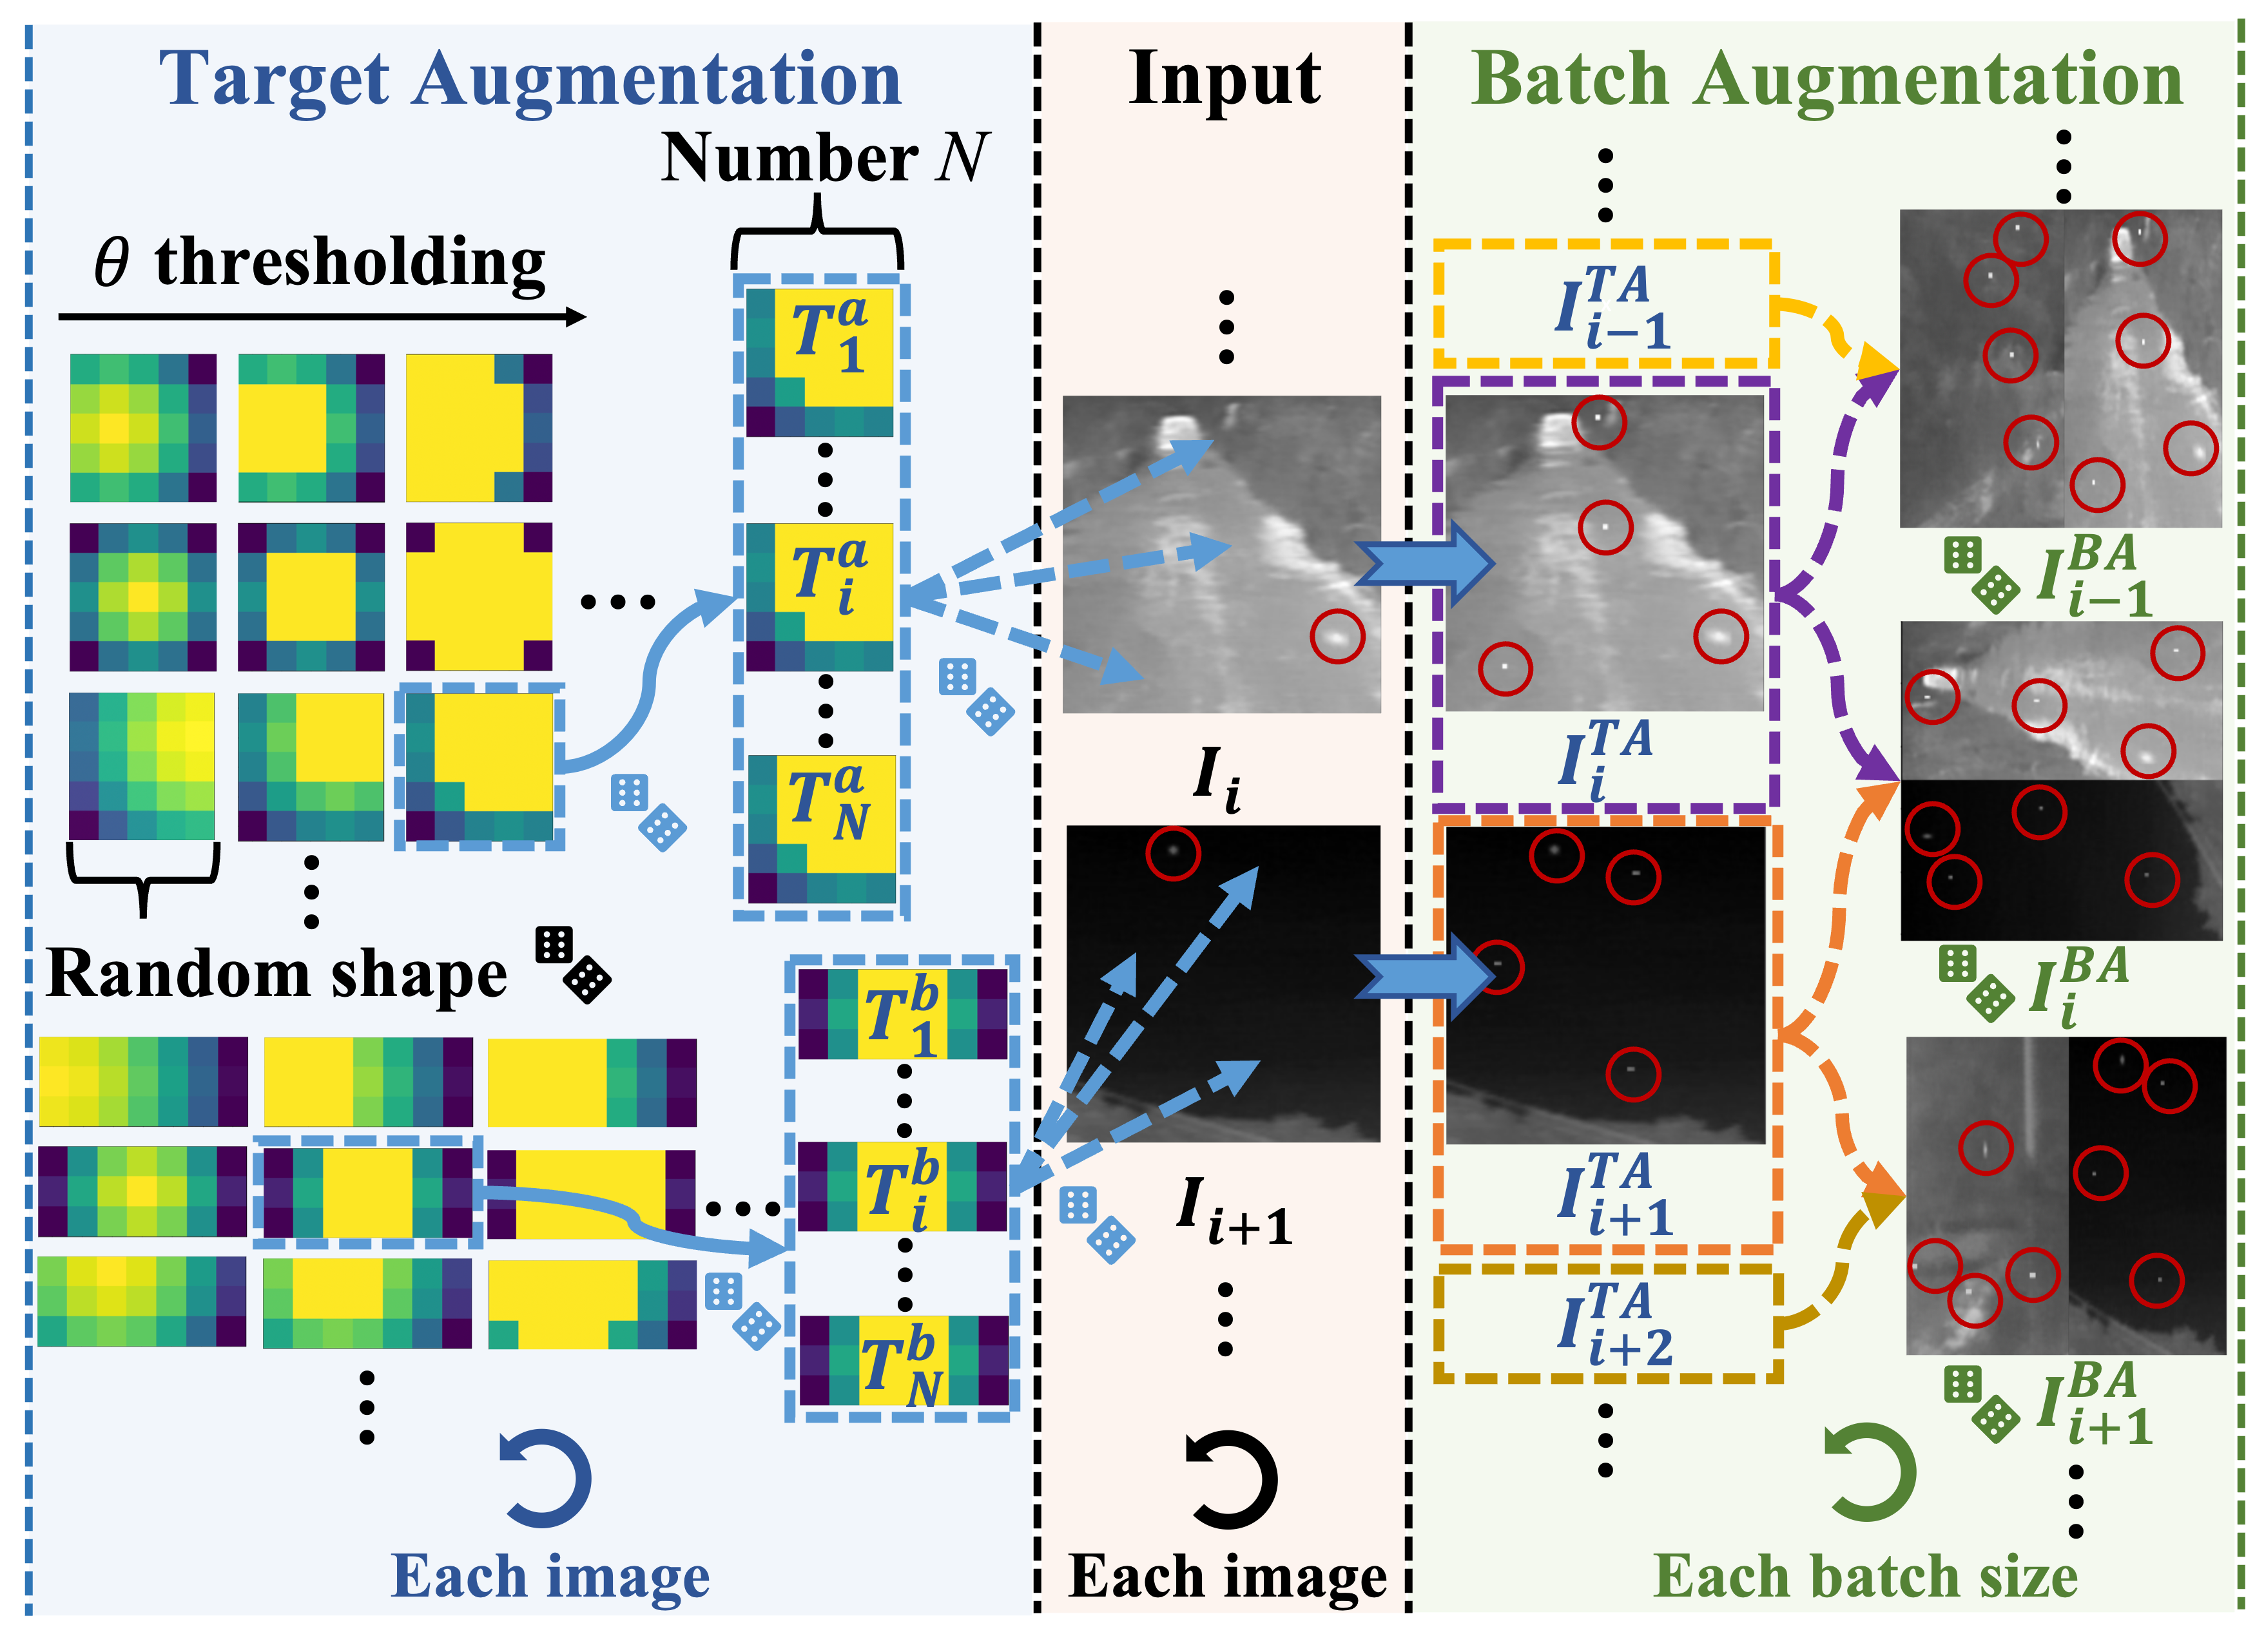 Target Augmentation
Number N
θ thresholding
T_1^a
T_i^a
T_N^a
Random shape
T_1^b
T_i^b
T_N^b
Each image
Input
I_i
I_{i+1}
Each image
Batch Augmentation
I_{i−1}^{TA}
I_i^{TA}
I_{i+1}^{TA}
I_{i+2}^{TA}
I_{i−1}^{BA}
I_i^{BA}
I_{i+1}^{BA}
Each batch size